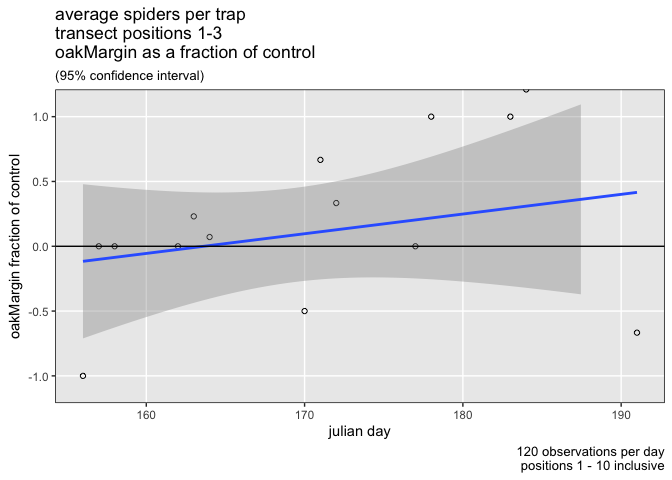 average spiders per trap
transect positions 1-3
oakMargin as a fraction of control
(95% confidence interval)
oakMargin fraction of control
1.0
0.5
0.0
-0.5
-1.0
160
170
180
190
julian day
120 observations per day
positions 1 - 10 inclusive